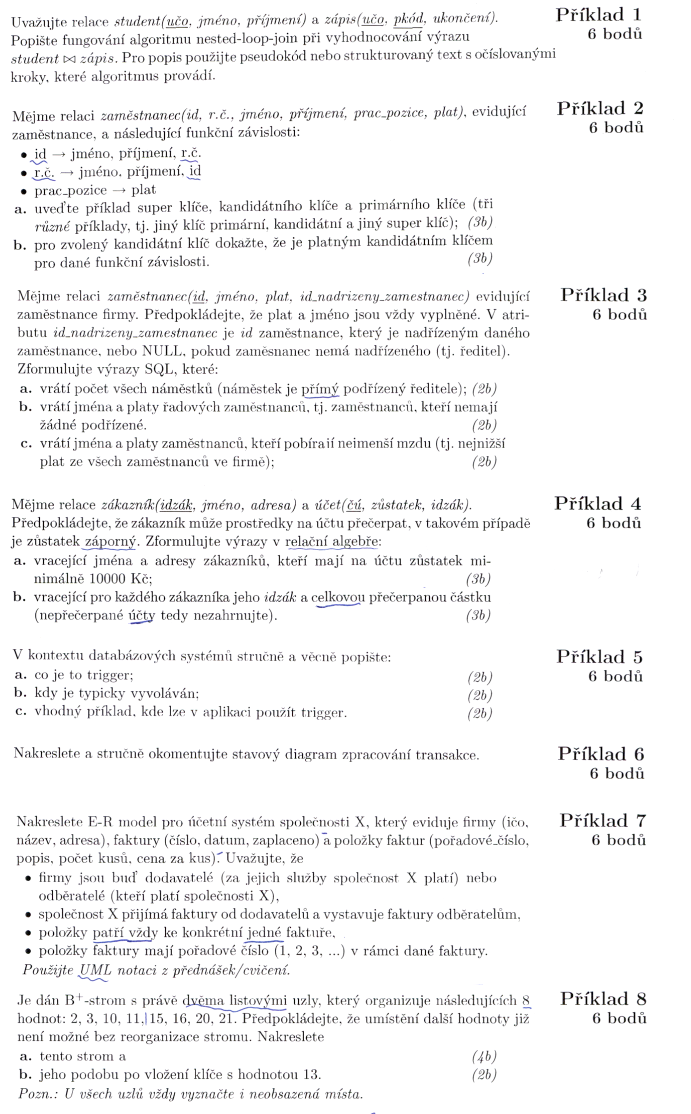 Uvažujte relace student(učo, jméno, příjmení) a zápis(učo, pkód, ukončení).
Příklad 1
6 bodů
Popište fungování algoritmu nested-loop-join při vyhodnocování výrazu
student ⋈ zápis. Pro popis použijte pseudokód nebo strukturovaný text s očíslovanými
kroky, které algoritmus provádí.
Mějme relaci zaměstnanec(id, r.č., jméno, příjmení, prac_pozice, plat), evidující
Příklad 2
6 bodů
zaměstnance, a následující funkční závislosti:
• id → jméno, příjmení, r.č.
• r.č. → jméno, příjmení, id
• prac_pozice → plat
a. uveďte příklad super klíče, kandidátního klíče a primárního klíče (tři
různé příklady, tj. jiný klíč primární, kandidátní a jiný super klíč); (3b)
b. pro zvolený kandidátní klíč dokažte, že je platným kandidátním klíčem
pro dané funkční závislosti. (3b)
Mějme relaci zaměstnanec(id, jméno, plat, id_nadrizeny_zamestnanec) evidující
Příklad 3
6 bodů
zaměstnance firmy. Předpokládejte, že plat a jméno jsou vždy vyplněné. V atri-
butu id_nadrizeny_zamestnanec je id zaměstnance, který je nadřízeným daného
zaměstnance, nebo NULL, pokud zaměsnanec nemá nadřízeného (tj. ředitel).
Zformulujte výrazy SQL, které:
a. vrátí počet všech náměstků (náměstek je přímý podřízený ředitele); (2b)
b. vrátí jména a platy řadových zaměstnanců, tj. zaměstnanců, kteří nemají
žádné podřízené. (2b)
c. vrátí jména a platy zaměstnanců, kteří pobírají nejmenší mzdu (tj. nejnižší
plat ze všech zaměstnanců ve firmě); (2b)
Mějme relace zákazník(idzák, jméno, adresa) a účet(čú, zůstatek, idzák).
Příklad 4
6 bodů
Předpokládejte, že zákazník může prostředky na účtu přečerpat, v takovém případě
je zůstatek záporný. Zformulujte výrazy v relační algebře:
a. vracející jména a adresy zákazníků, kteří mají na účtu zůstatek mi-
nimálně 10000 Kč; (3b)
b. vracející pro každého zákazníka jeho idzák a celkovou přečerpanou částku
(nepřečerpané účty tedy nezahrnujte). (3b)
V kontextu databázových systémů stručně a věcně popište:
Příklad 5
6 bodů
a. co je to trigger; (2b)
b. kdy je typicky vyvoláván; (2b)
c. vhodný příklad, kde lze v aplikaci použít trigger. (2b)
Nakreslete a stručně okomentujte stavový diagram zpracování transakce.
Příklad 6
6 bodů
Nakreslete E-R model pro účetní systém společnosti X, který eviduje firmy (ičo,
Příklad 7
6 bodů
název, adresa), faktury (číslo, datum, zaplaceno) a položky faktur (pořadové_číslo,
popis, počet kusů, cena za kus). Uvažujte, že
• firmy jsou buď dodavatelé (za jejich služby společnost X platí) nebo
odběratelé (kteří platí společnosti X),
• společnost X přijímá faktury od dodavatelů a vystavuje faktury odběratelům,
• položky patří vždy ke konkrétní jedné faktuře,
• položky faktury mají pořadové číslo (1, 2, 3, ...) v rámci dané faktury.
Použijte UML notaci z přednášek/cvičení.
Je dán B+-strom s právě dvěma listovými uzly, který organizuje následujících 8
Příklad 8
6 bodů
hodnot: 2, 3, 10, 11, 15, 16, 20, 21. Předpokládejte, že umístění další hodnoty již
není možné bez reorganizace stromu. Nakreslete
a. tento strom a (4b)
b. jeho podobu po vložení klíče s hodnotou 13. (2b)
Pozn.: U všech uzlů vždy vyznačte i neobsazená místa.